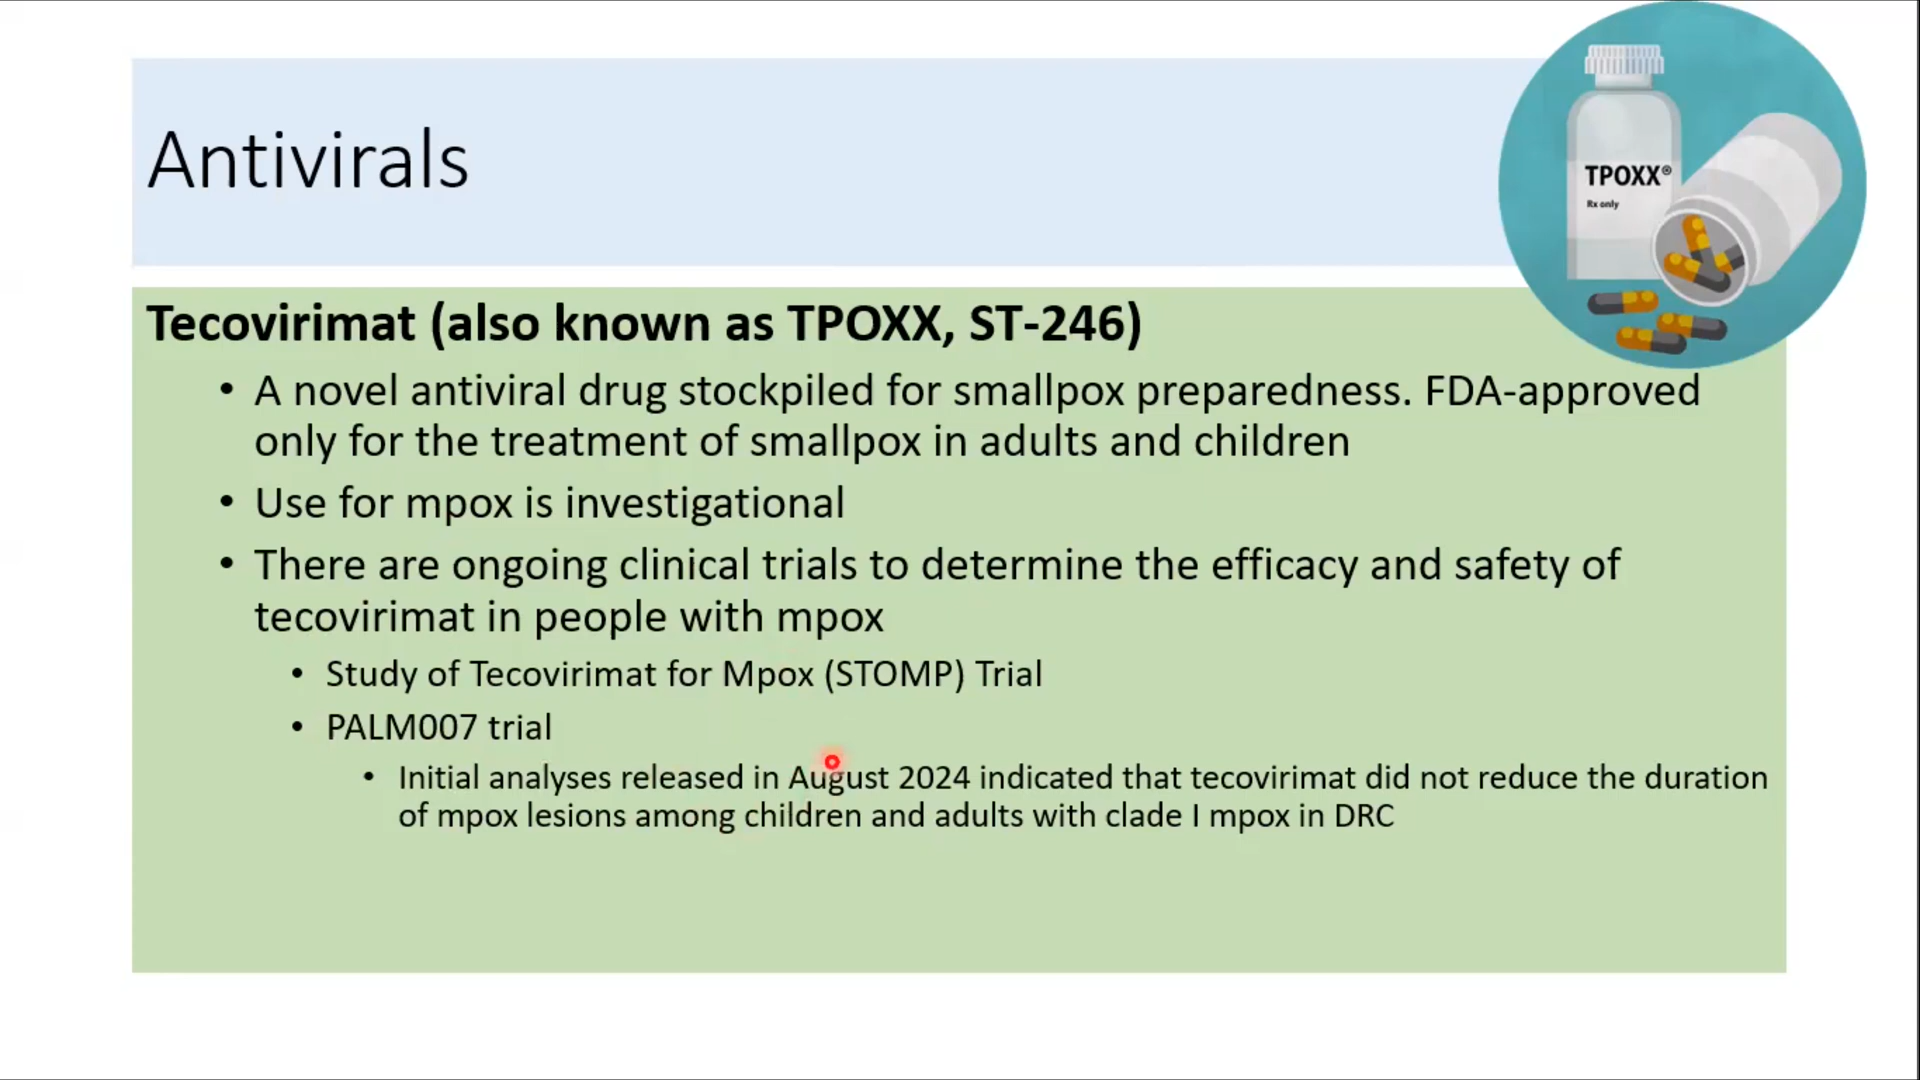 Antivirals
TPOXX®
Rx only
Tecovirimat (also known as TPOXX, ST-246)
• A novel antiviral drug stockpiled for smallpox preparedness. FDA-approved
only for the treatment of smallpox in adults and children
• Use for mpox is investigational
• There are ongoing clinical trials to determine the efficacy and safety of
tecovirimat in people with mpox
• Study of Tecovirimat for Mpox (STOMP) Trial
• PALM007 trial
• Initial analyses released in August 2024 indicated that tecovirimat did not reduce the duration
of mpox lesions among children and adults with clade I mpox in DRC